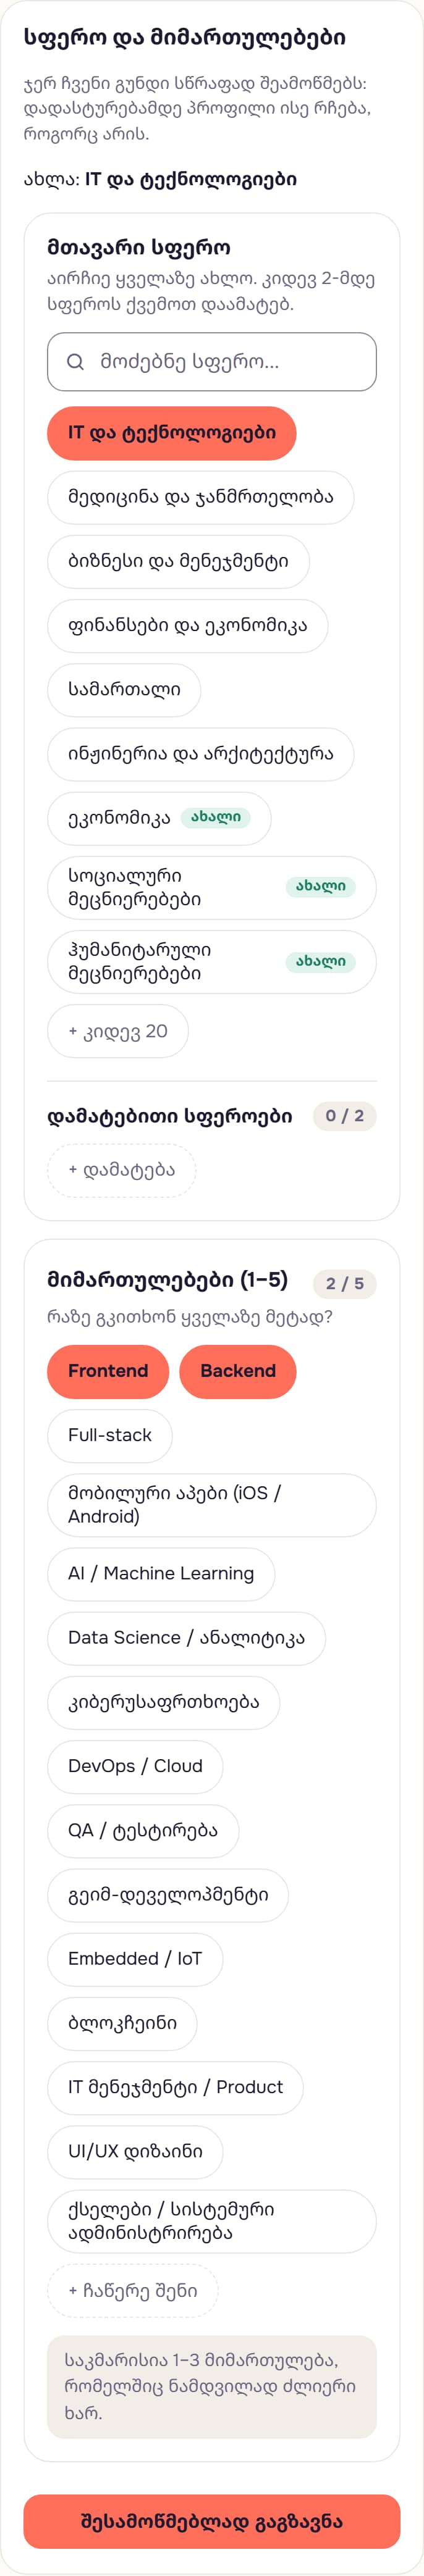 სფერო და მიმართულებები
ჯერ ჩვენი გუნდი სწრაფად შეამოწმებს:
დადასტურებამდე პროფილი ისე რჩება,
როგორც არის.
ახლა: IT და ტექნოლოგიები
მთავარი სფერო
აირჩიე ყველაზე ახლო. კიდევ 2-მდე
სფეროს ქვემოთ დაამატებ.
მოძებნე სფერო...
IT და ტექნოლოგიები
მედიცინა და ჯანმრთელობა
ბიზნესი და მენეჯმენტი
ფინანსები და ეკონომიკა
სამართალი
ინჟინერია და არქიტექტურა
ეკონომიკა ახალი
სოციალური
მეცნიერებები ახალი
ჰუმანიტარული
მეცნიერებები ახალი
+ კიდევ 20
დამატებითი სფეროები 0 / 2
+ დამატება
მიმართულებები (1–5) 2 / 5
რაზე გკითხონ ყველაზე მეტად?
Frontend Backend
Full-stack
მობილური აპები (iOS /
Android)
AI / Machine Learning
Data Science / ანალიტიკა
კიბერუსაფრთხოება
DevOps / Cloud
QA / ტესტირება
გეიმ-დეველოპმენტი
Embedded / IoT
ბლოკჩეინი
IT მენეჯმენტი / Product
UI/UX დიზაინი
ქსელები / სისტემური
ადმინისტრირება
+ ჩაწერე შენი
საკმარისია 1–3 მიმართულება,
რომელშიც ნამდვილად ძლიერი
ხარ.
შესამოწმებლად გაგზავნა